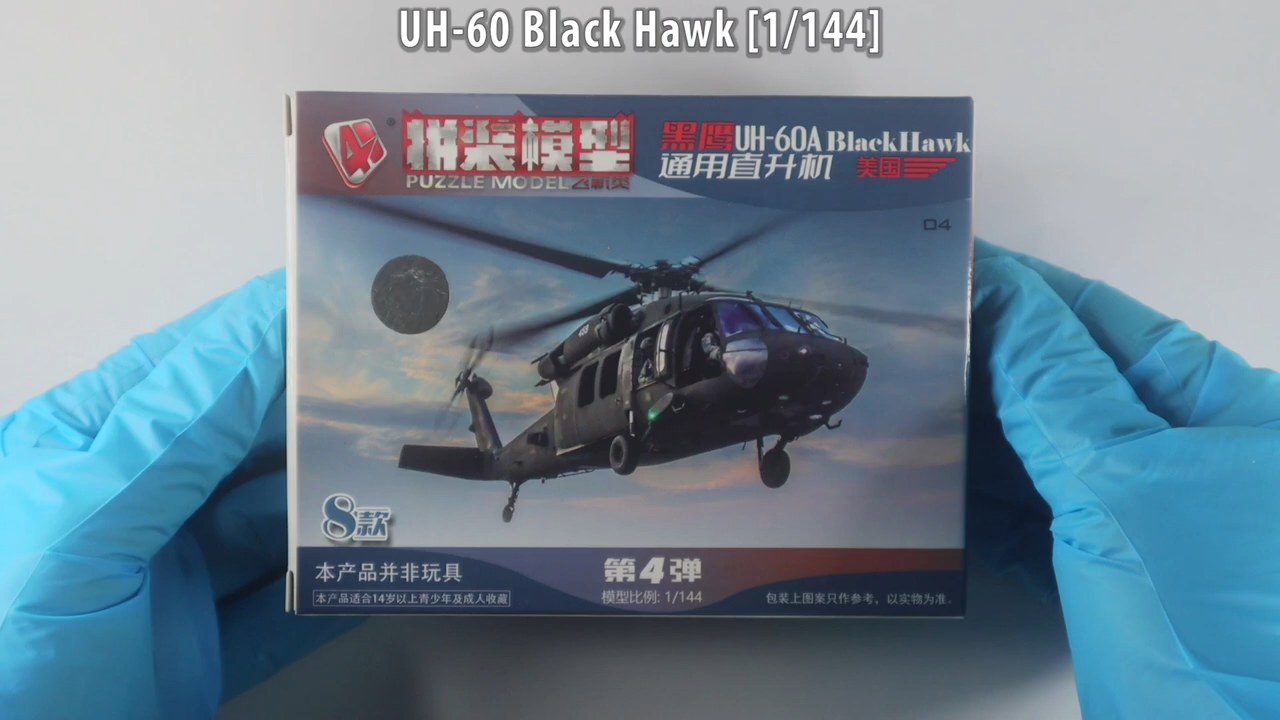 UH-60 Black Hawk [1/144]
4D
拼装模型
PUZZLE MODEL 飞机类
黑鹰UH-60A BlackHawk
通用直升机 美国
04
8款
本产品并非玩具
本产品适合14岁以上青少年及成人收藏
第4弹
模型比例: 1/144
包装上图案只作参考、以实物为准.